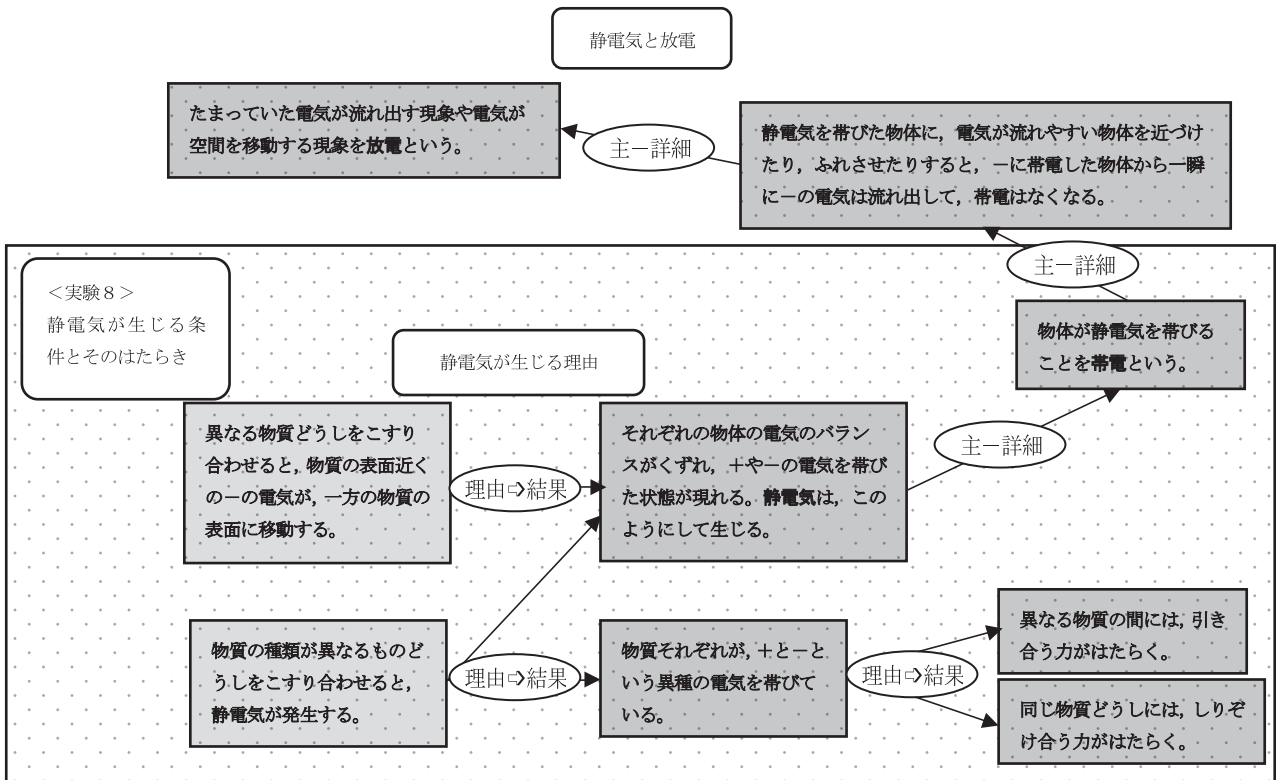 静電気と放電
たまっていた電気が流れ出す現象や電気が
空間を移動する現象を放電という。
主－詳細
静電気を帯びた物体に，電気が流れやすい物体を近づけ
たり，ふれさせたりすると，－に帯電した物体から一瞬
に－の電気は流れ出して，帯電はなくなる。
主－詳細
＜実験８＞
静電気が生じる条
件とそのはたらき
静電気が生じる理由
物体が静電気を帯びる
ことを帯電という。
異なる物質どうしをこすり
合わせると，物質の表面近く
の－の電気が，一方の物質の
表面に移動する。
理由⇨結果
それぞれの物体の電気のバラン
スがくずれ，＋や－の電気を帯び
た状態が現れる。静電気は，この
ようにして生じる。
主－詳細
物質の種類が異なるものど
うしをこすり合わせると，
静電気が発生する。
理由⇨結果
物質それぞれが，＋と－と
いう異種の電気を帯びて
いる。
理由⇨結果
異なる物質の間には，引き
合う力がはたらく。
同じ物質どうしには，しりぞ
け合う力がはたらく。